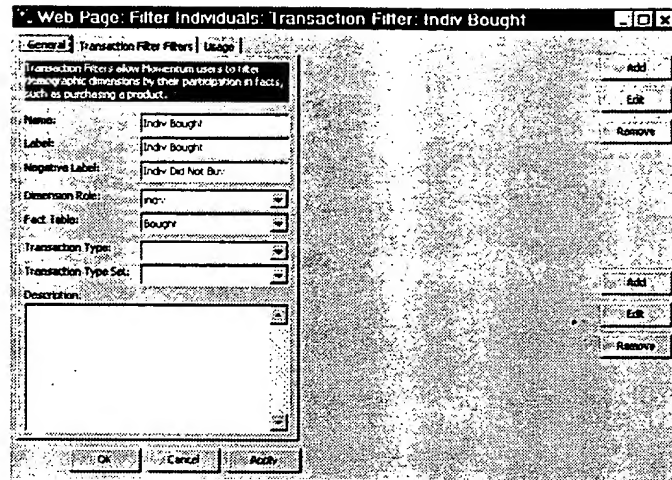 Web Page: Filter Individuals: Transaction Filter: Indiv Bought
General Transaction Filter Filters Usage
Transaction Filters allow Momentum users to filter
demographic dimensions by their participation in facts,
such as purchasing a product.
Name: Indiv Bought
Label: Indiv Bought
Negative Label: Indiv Did Not Buy
Dimension Role:
Fact Table: Bought
Transaction Type:
Transaction Type Set:
Description:
Add
Edit
Remove
Add
Edit
Remove
Ok Cancel Apply